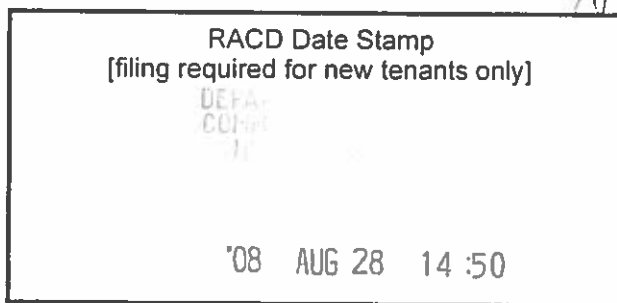 RACD Date Stamp
[filing required for new tenants only]
'08 AUG 28 14:50